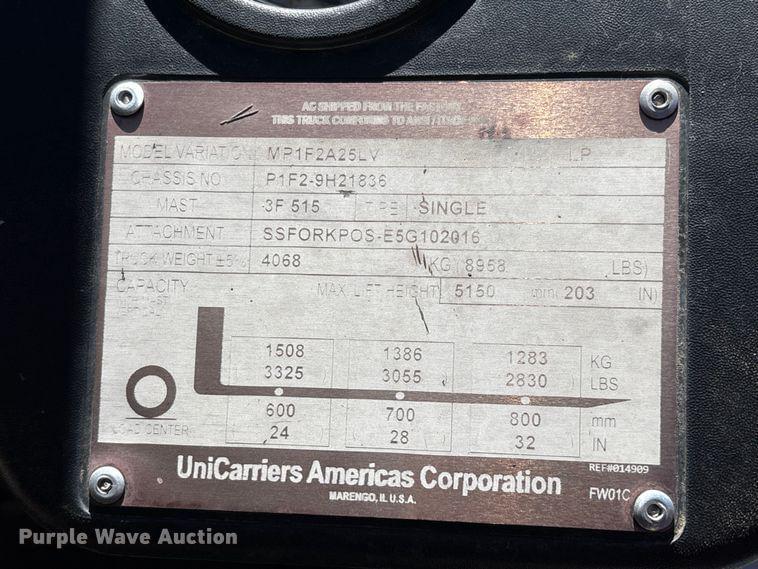 AS SHIPPED FROM THE FACTORY
THIS TRUCK CONFORMS TO ANSI /
MODEL VARIATION MP1F2A25LV LP
CHASSIS NO P1F2-9H21836
MAST 3F 515 TYPE SINGLE
ATTACHMENT SSFORKPOS-E5G102016
TRUCK WEIGHT ±5% 4068 KG( 8958 LBS)
CAPACITY
MAX. LIFT HEIGHT 5150 mm( 203 IN)
VERTICAL
1508 1386 1283 KG
( 3325 ) ( 3055 ) ( 2830 ) LBS
600 700 800 mm
LOAD CENTER ( 24 ) ( 28 ) ( 32 ) IN
REF#014909
UniCarriers Americas Corporation
MARENGO, IL U.S.A.
FW01C
Purple Wave Auction